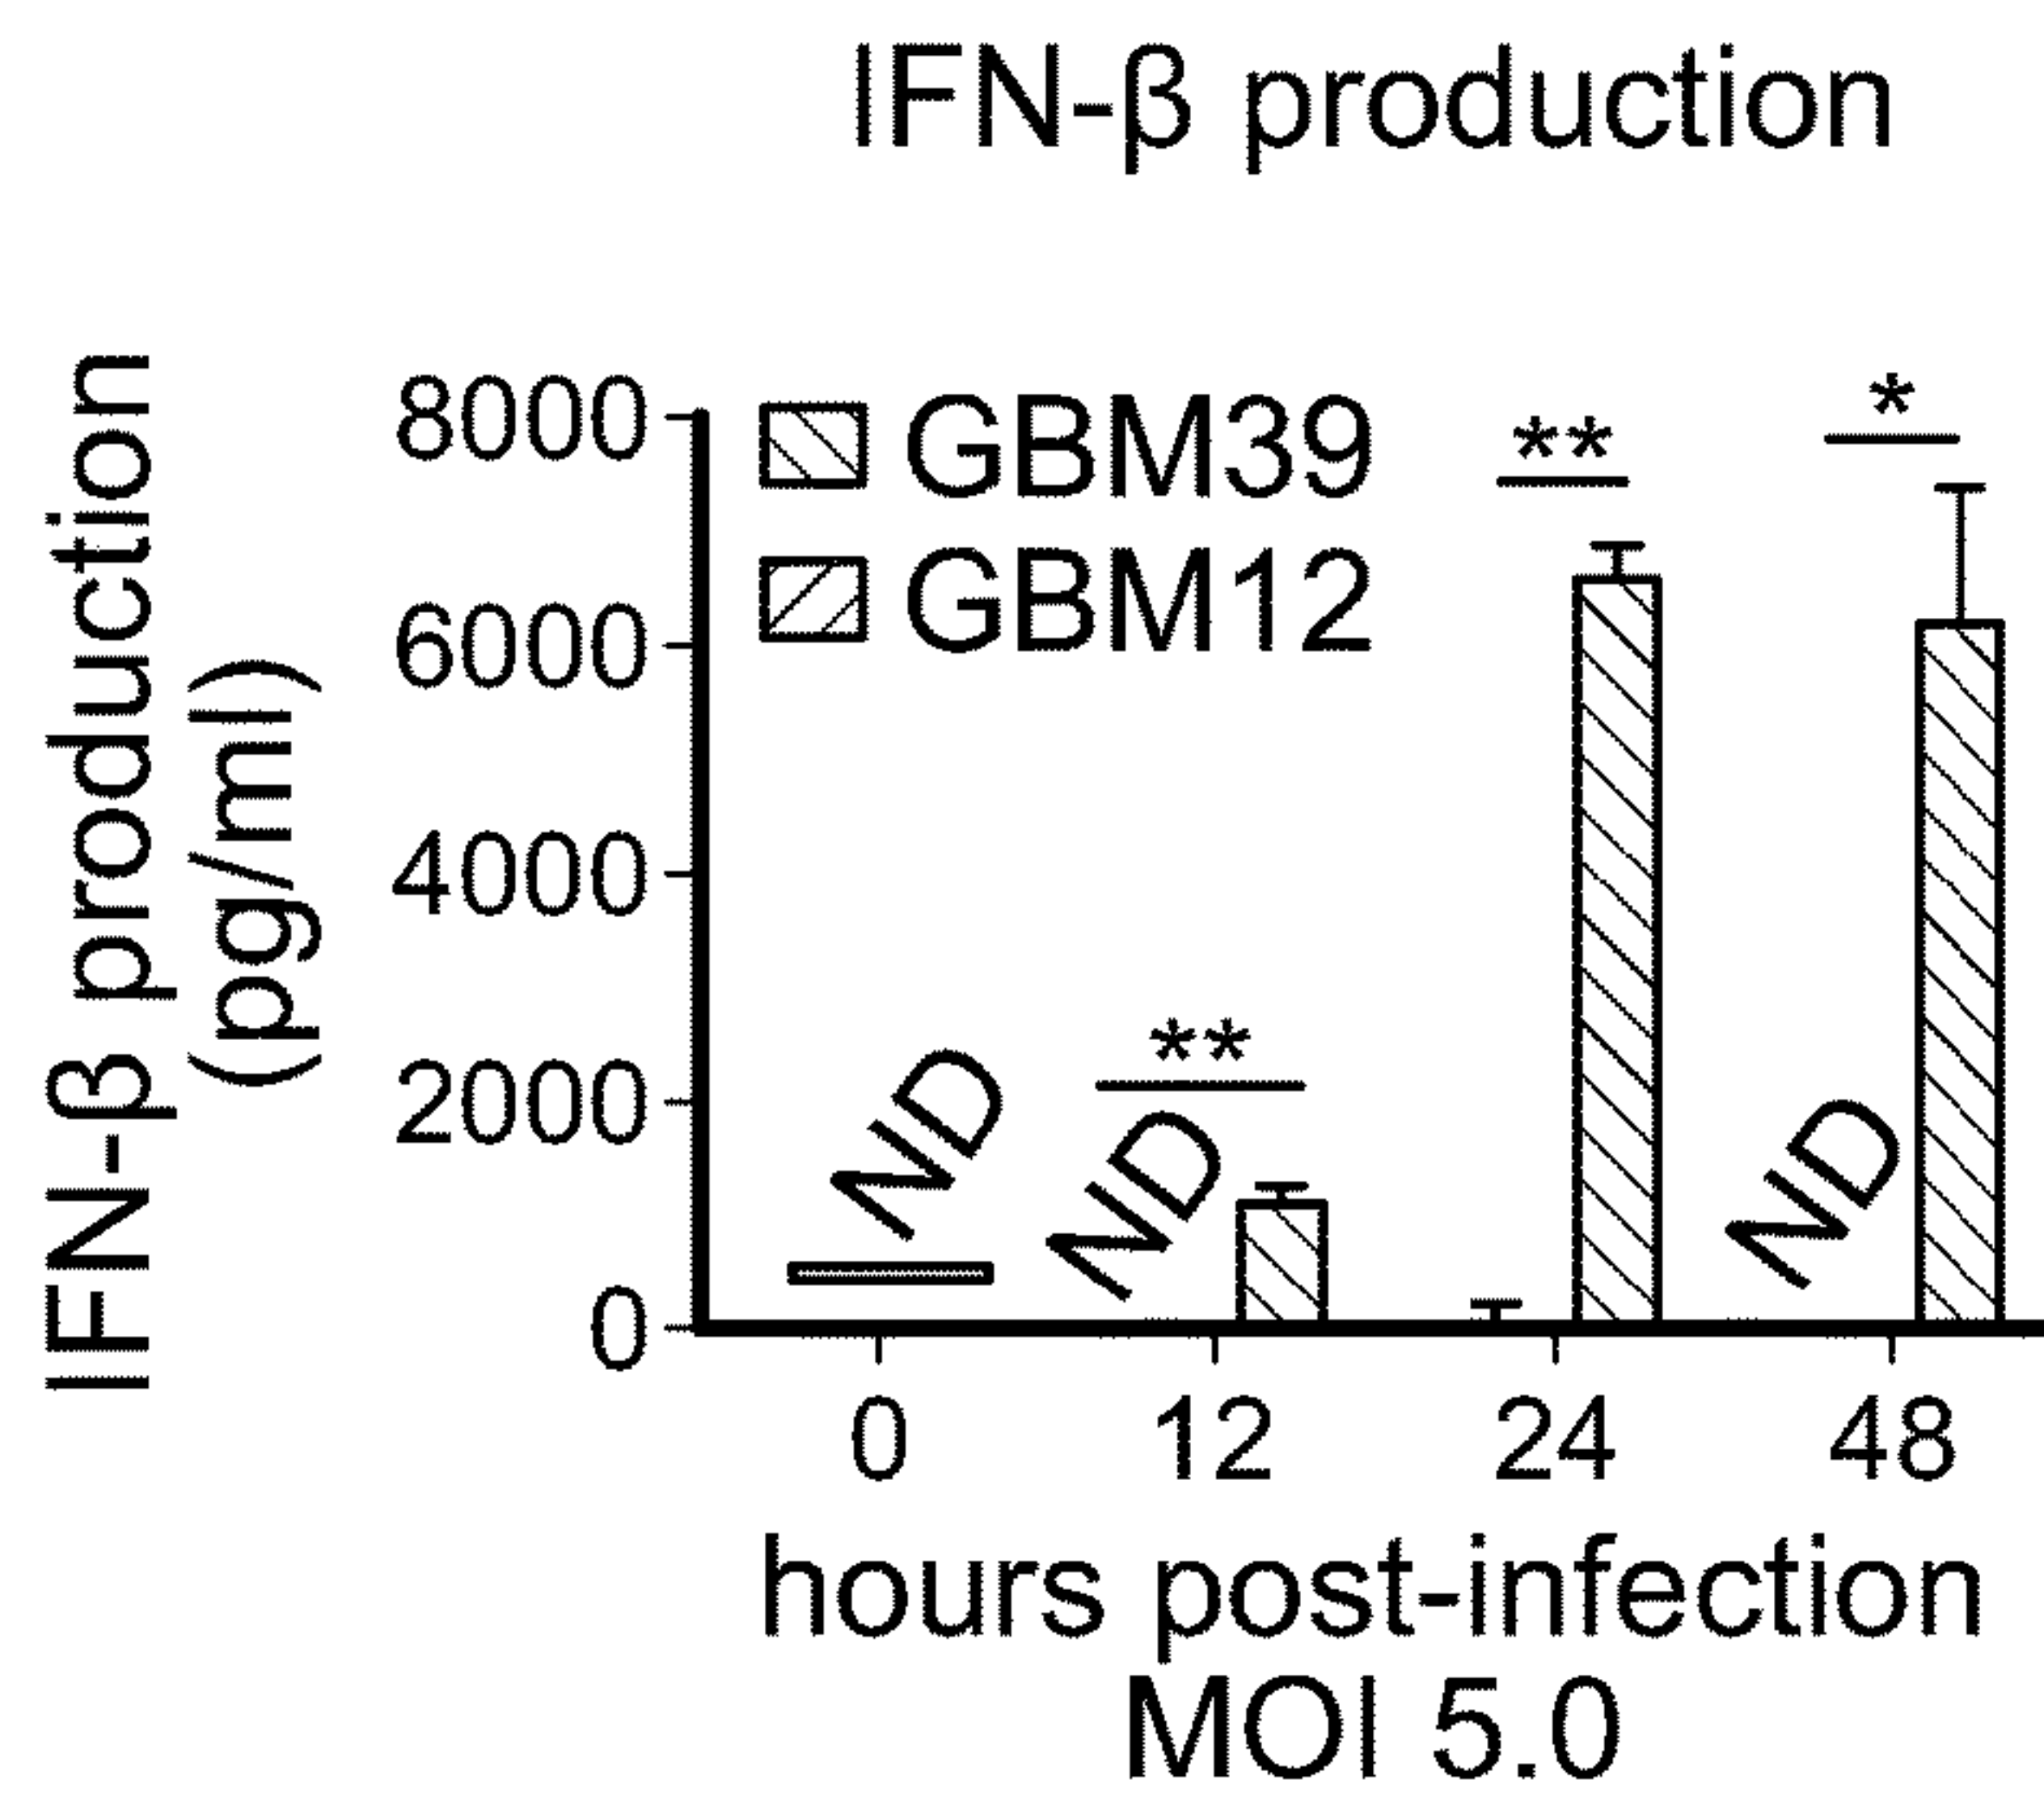 IFN-β production
IFN-β production
(pg/ml)
8000
6000
4000
2000
0
GBM39
GBM12
**
*
ND
**
ND
ND
0 12 24 48
hours post-infection
MOI 5.0